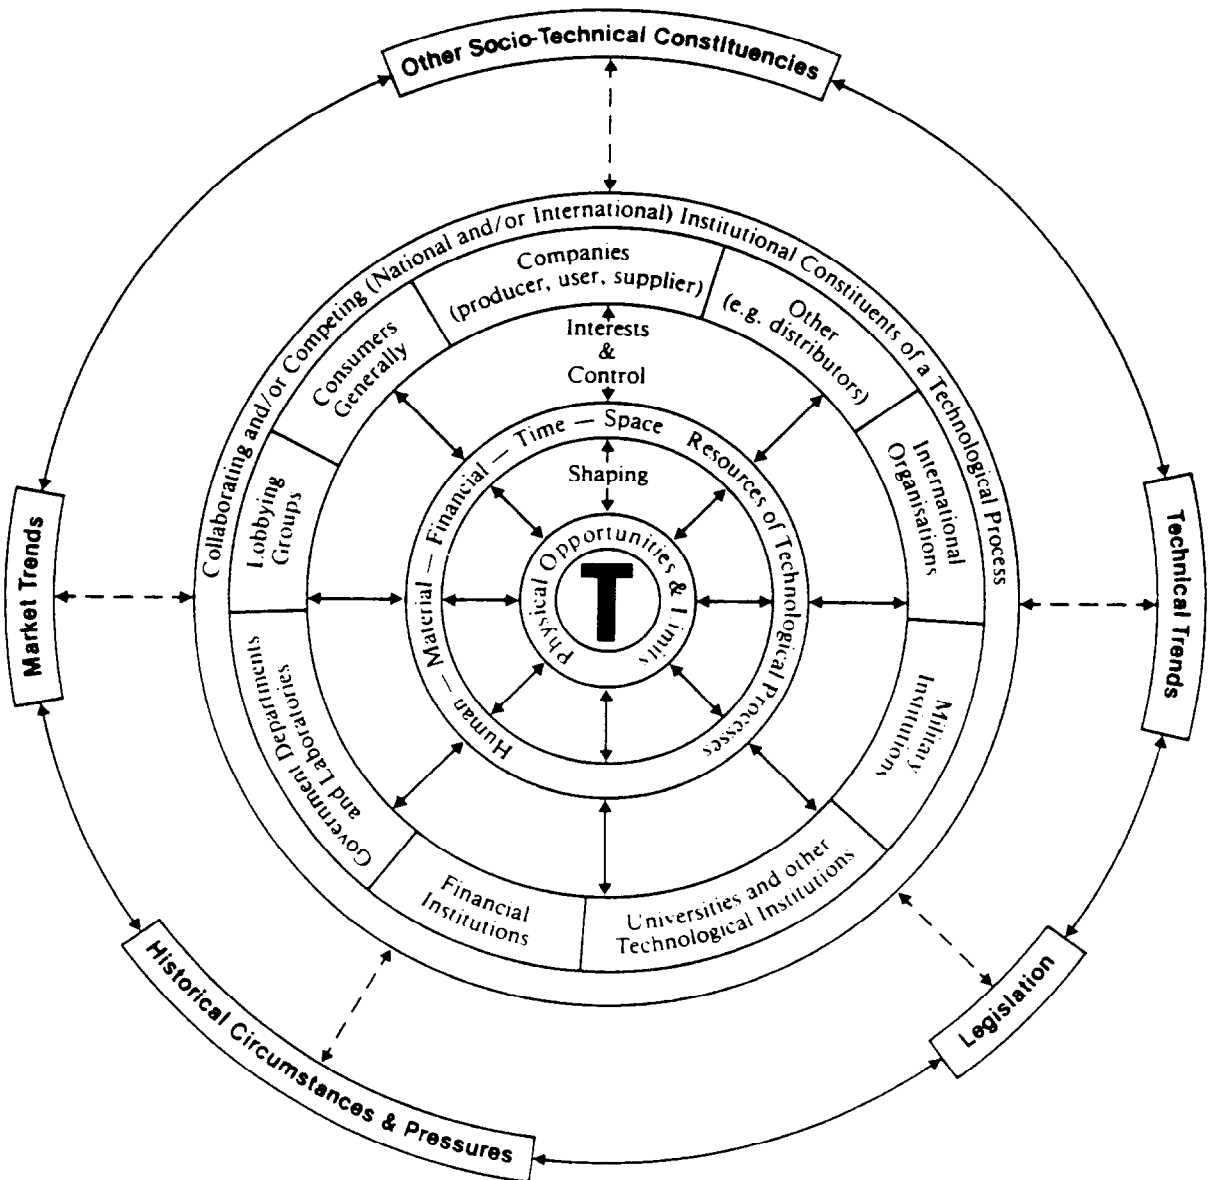 Other Socio-Technical Constituencies
Collaborating and/or Competing (National and/or International) Institutional Constituents of a Technological Process
Companies
(producer, user, supplier)
Other
(e.g. distributors)
Consumers
Generally
Interests
&
Control
International
Organisations
Lobbying
Groups
Human — Material — Financial — Time — Space Resources of Technological Processes
Shaping
Physical Opportunities & Limits
T
Market Trends
Technical Trends
Military
Institutions
Government Departments
and Laboratories
Financial
Institutions
Universities and other
Technological Institutions
Legislation
Historical Circumstances & Pressures